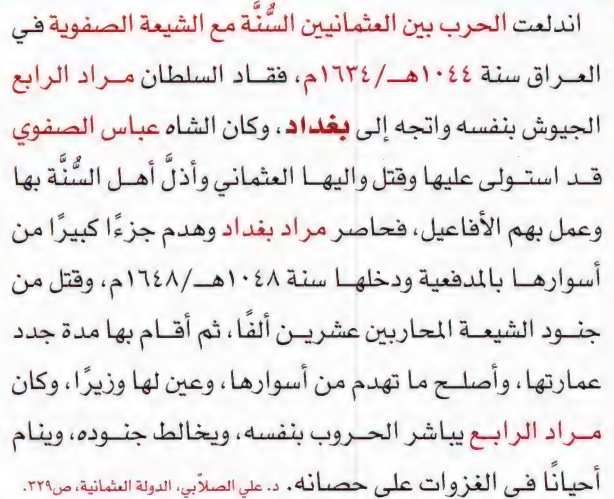 اندلعت الحرب بين العثمانيين السُّنَّة مع الشيعة الصفوية في
العراق سنة ١٠٤٤هـ/١٦٣٤م، فقاد السلطان مراد الرابع
الجيوش بنفسه واتجه إلى بغداد، وكان الشاه عباس الصفوي
قد استولى عليها وقتل واليها العثماني وأذلَّ أهل السُّنَّة بها
وعمل بهم الأفاعيل، فحاصر مراد بغداد وهدم جزءًا كبيرًا من
أسوارها بالمدفعية ودخلها سنة ١٠٤٨هـ/١٦٤٨م، وقتل من
جنود الشيعة المحاربين عشرين ألفًا، ثم أقام بها مدة جدد
عمارتها، وأصلح ما تهدم من أسوارها، وعين لها وزيرًا، وكان
مراد الرابع يباشر الحروب بنفسه، ويخالط جنوده، وينام
أحيانًا في الغزوات على حصانه. د. علي الصلاّبي، الدولة العثمانية، ص٣٢٩.